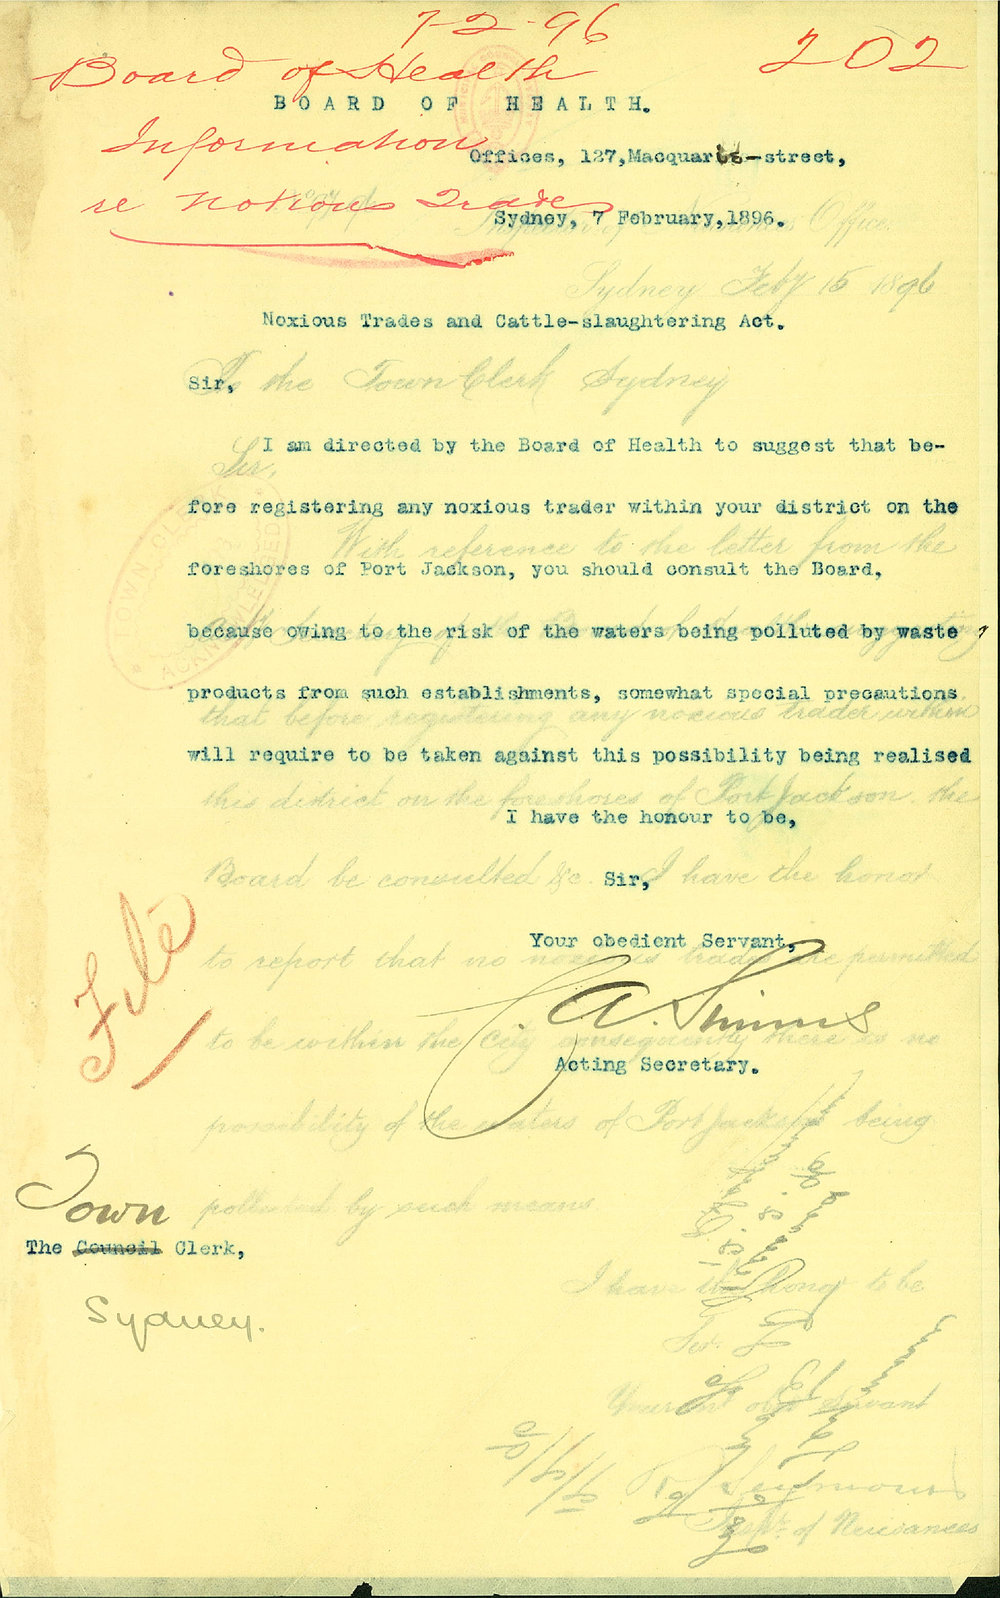 7-2-96
202
Board of Health
BOARD OF HEALTH.
Information
Offices, 127, Macquarie-street,
re Noxious Trades
Sydney, 7 February, 1896.
Office
Sydney Feby 15 1896
Noxious Trades and Cattle-slaughtering Act.
To the Town Clerk Sydney
Sir,
I am directed by the Board of Health to suggest that be-
Sir,
fore registering any noxious trader within your district on the
With reference to the letter from the
foreshores of Port Jackson, you should consult the Board,
because owing to the risk of the waters being polluted by waste
products from such establishments, somewhat special precautions
that before registering any noxious trader within
will require to be taken against this possibility being realised
this district on the foreshores of Port Jackson. the
I have the honour to be,
Board be consulted &c. I have the honor
Sir,
Your obedient Servant,
to report that no noxious trades are permitted
A. Simms
to be within the City consequently there is no
Acting Secretary.
possibility of the waters of Port Jackson being
polluted by such means
File
TOWN CLERK
ACKNOWLEDGED
Town
The Council Clerk,
Sydney.
I have the honor to be
Sir
Your obt servant
Seymour
Inspr of Nuisances